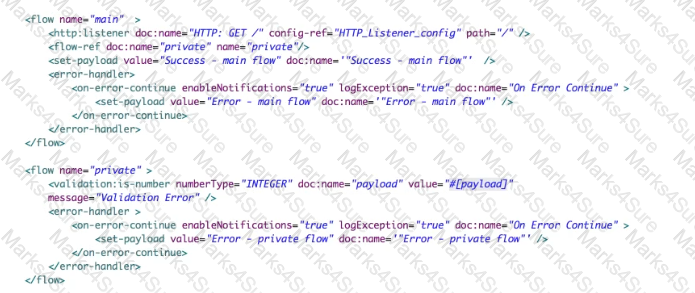 <flow name="main" >
<http:listener doc:name="HTTP: GET /" config-ref="HTTP_Listener_config" path="/" />
<flow-ref doc:name="private" name="private"/>
<set-payload value="Success - main flow" doc:name='"Success - main flow"' />
<error-handler>
<on-error-continue enableNotifications="true" logException="true" doc:name="On Error Continue" >
<set-payload value="Error - main flow" doc:name='"Error - main flow"' />
</on-error-continue>
</error-handler>
</flow>
<flow name="private" >
<validation:is-number numberType="INTEGER" doc:name="payload" value="#[payload]"
message="Validation Error" />
<error-handler >
<on-error-continue enableNotifications="true" logException="true" doc:name="On Error Continue" >
<set-payload value="Error - private flow" doc:name='"Error - private flow"' />
</on-error-continue>
</error-handler>
</flow>
Marks4Sure